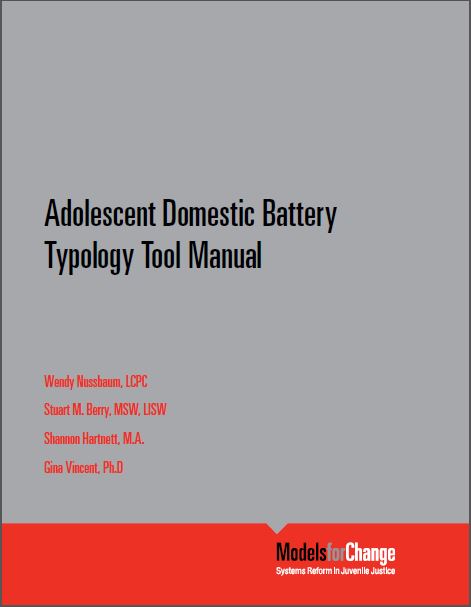 Adolescent Domestic Battery
Typology Tool Manual
Wendy Nussbaum, LCPC
Stuart M. Berry, MSW, LISW
Shannon Hartnett, M.A.
Gina Vincent, Ph.D
ModelsforChange
Systems Reform in Juvenile Justice